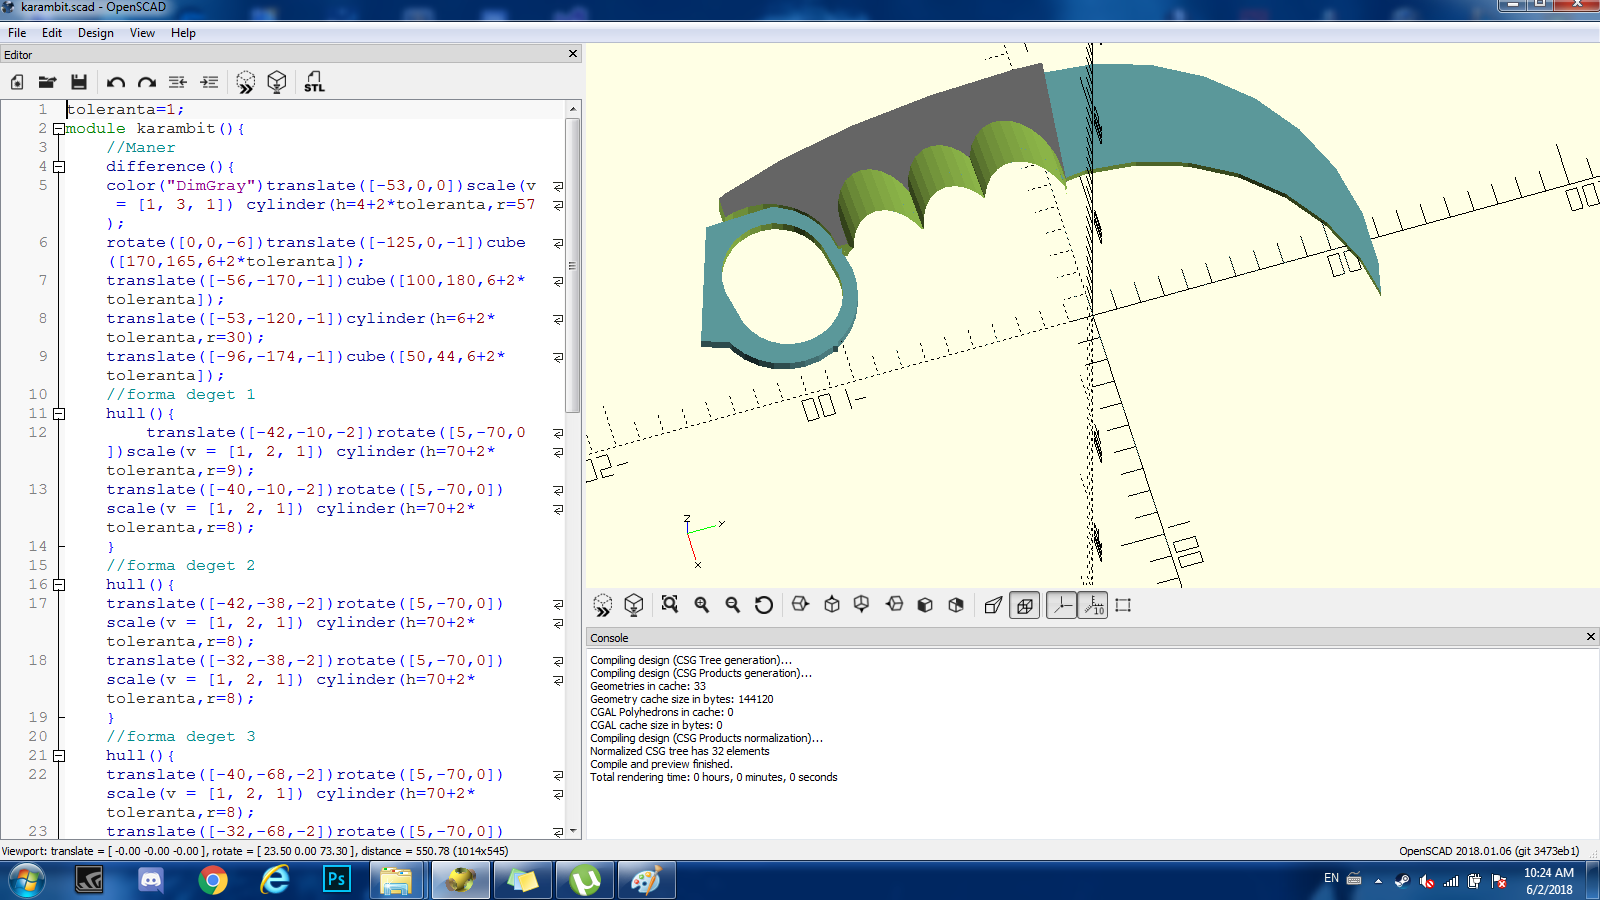 karambit.scad - OpenSCAD
File Edit Design View Help
Editor
STL
1 toleranta=1;
2 module karambit(){
3 //Maner
4 difference(){
5 color("DimGray")translate([-53,0,0])scale(v
= [1, 3, 1]) cylinder(h=4+2*toleranta,r=57
);
6 rotate([0,0,-6])translate([-125,0,-1])cube
([170,165,6+2*toleranta]);
7 translate([-56,-170,-1])cube([100,180,6+2*
toleranta]);
8 translate([-53,-120,-1])cylinder(h=6+2*
toleranta,r=30);
9 translate([-96,-174,-1])cube([50,44,6+2*
toleranta]);
10 //forma deget 1
11 hull(){
12 translate([-42,-10,-2])rotate([5,-70,0
])scale(v = [1, 2, 1]) cylinder(h=70+2*
toleranta,r=9);
13 translate([-40,-10,-2])rotate([5,-70,0])
scale(v = [1, 2, 1]) cylinder(h=70+2*
toleranta,r=8);
14 }
15 //forma deget 2
16 hull(){
17 translate([-42,-38,-2])rotate([5,-70,0])
scale(v = [1, 2, 1]) cylinder(h=70+2*
toleranta,r=8);
18 translate([-32,-38,-2])rotate([5,-70,0])
scale(v = [1, 2, 1]) cylinder(h=70+2*
toleranta,r=8);
19 }
20 //forma deget 3
21 hull(){
22 translate([-40,-68,-2])rotate([5,-70,0])
scale(v = [1, 2, 1]) cylinder(h=70+2*
toleranta,r=8);
23 translate([-32,-68,-2])rotate([5,-70,0])
z
y
x
10
Console
Compiling design (CSG Tree generation)...
Compiling design (CSG Products generation)...
Geometries in cache: 33
Geometry cache size in bytes: 144120
CGAL Polyhedrons in cache: 0
CGAL cache size in bytes: 0
Compiling design (CSG Products normalization)...
Normalized CSG tree has 32 elements
Compile and preview finished.
Total rendering time: 0 hours, 0 minutes, 0 seconds
Viewport: translate = [ -0.00 -0.00 -0.00 ], rotate = [ 23.50 0.00 73.30 ], distance = 550.78 (1014x545)
OpenSCAD 2018.01.06 (git 3473eb1)
Ps
EN
10:24 AM
6/2/2018